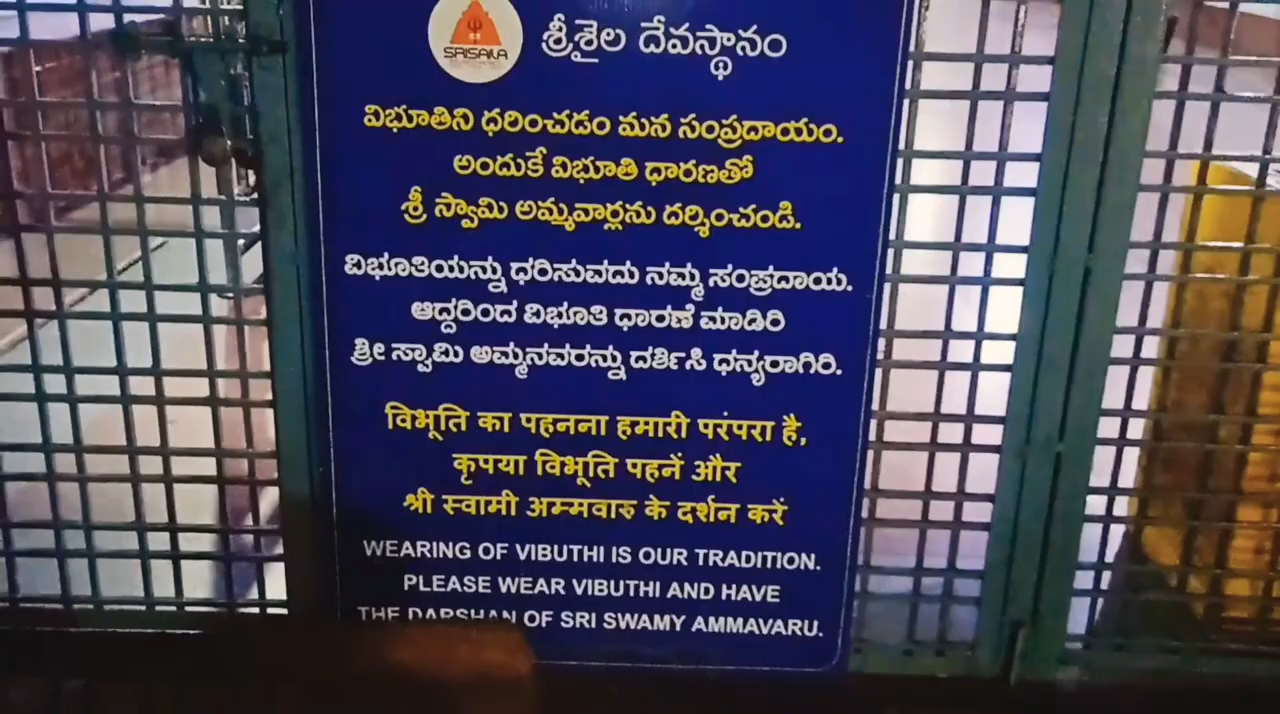 SRISAILA
శ్రీశైల దేవస్థానం
విభూతిని ధరించడం మన సంప్రదాయం.
అందుకే విభూతి ధారణతో
శ్రీ స్వామి అమ్మవార్లను దర్శించండి.
ವಿಭೂತಿಯನ್ನು ಧರಿಸುವದು ನಮ್ಮ ಸಂಪ್ರದಾಯ.
ಆದ್ದರಿಂದ ವಿಭೂತಿ ಧಾರಣೆ ಮಾಡಿರಿ
ಶ್ರೀ ಸ್ವಾಮಿ ಅಮ್ಮನವರನ್ನು ದರ್ಶಿಸಿ ಧನ್ಯರಾಗಿರಿ.
विभूति का पहनना हमारी परंपरा है,
कृपया विभूति पहनें और
श्री स्वामी अम्मवारु के दर्शन करें
WEARING OF VIBUTHI IS OUR TRADITION.
PLEASE WEAR VIBUTHI AND HAVE
THE DARSHAN OF SRI SWAMY AMMAVARU.